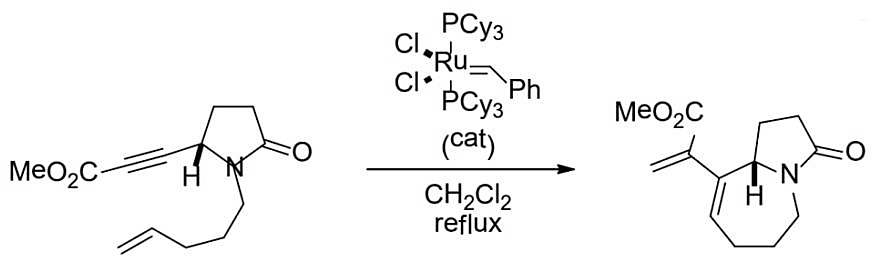 PCy3
Cl
Ru
Cl
Ph
PCy3
(cat)
CH2Cl2
reflux
MeO2C
H
N
O
MeO2C
H
N
O